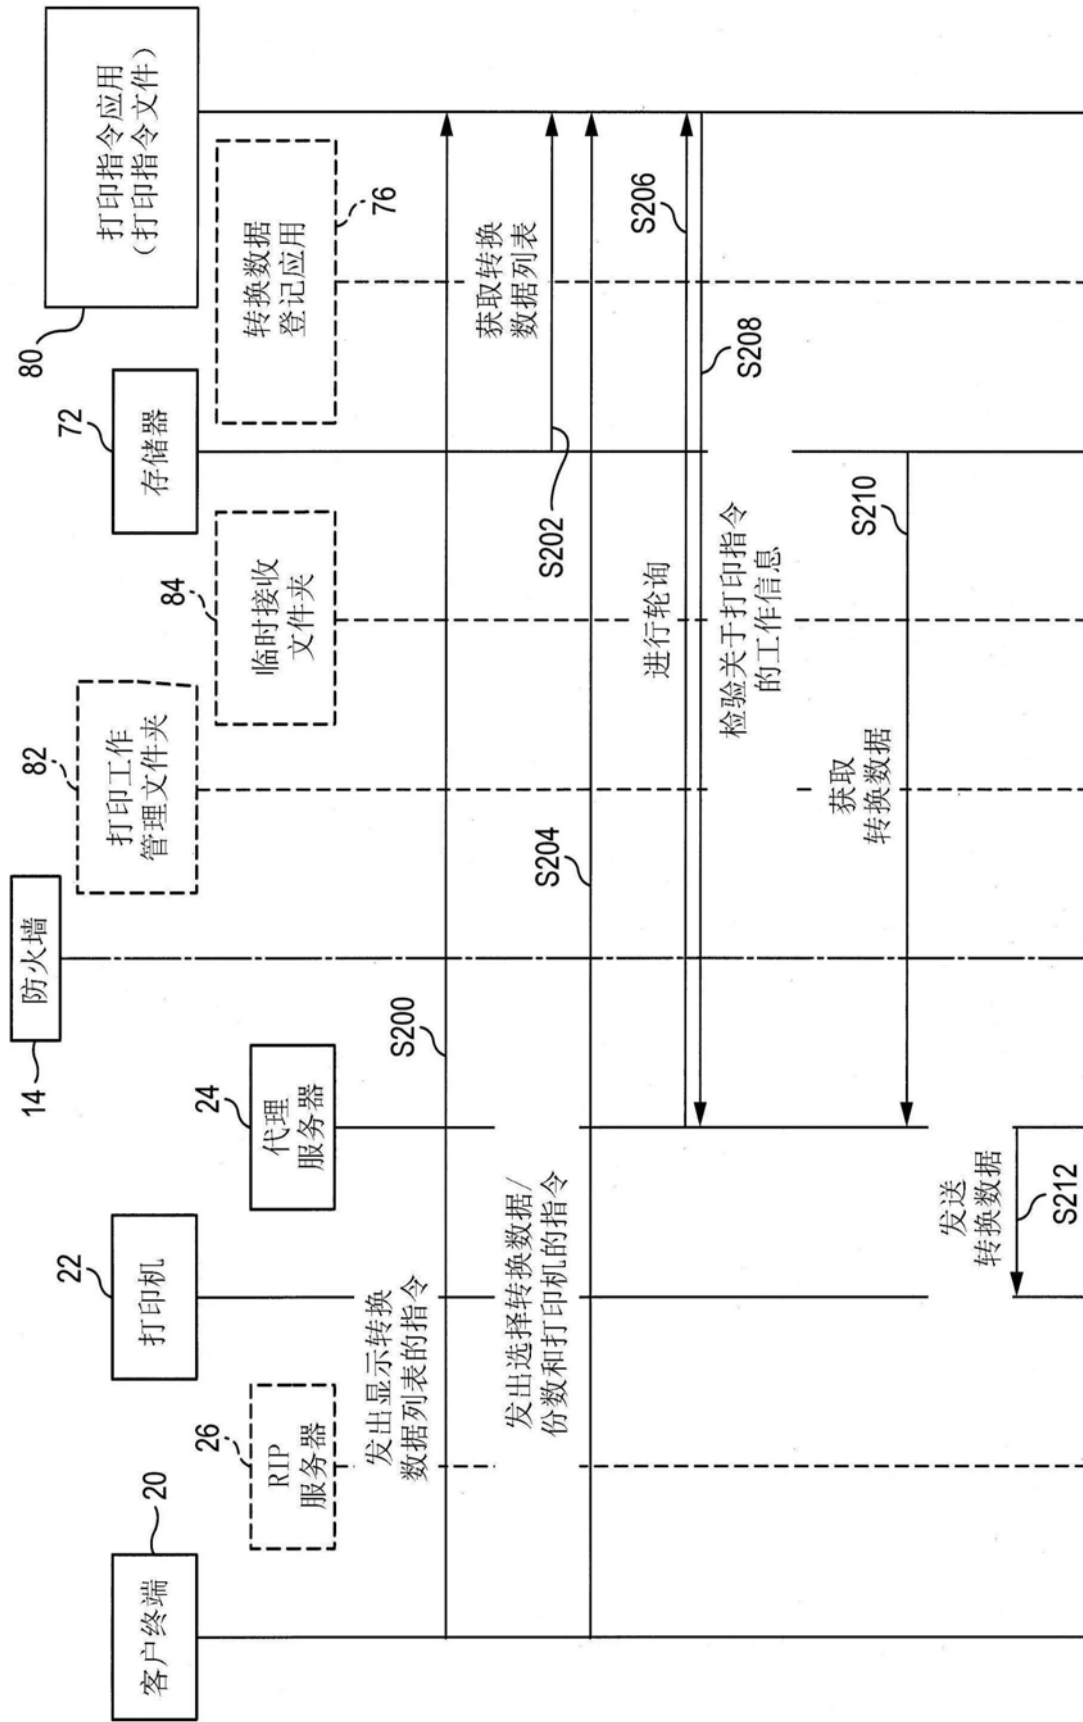 客户终端
20
RIP
服务器
26
打印机
22
代理
服务器
24
防火墙
14
打印工作
管理文件夹
82
临时接收
文件夹
84
存储器
72
转换数据
登记应用
76
打印指令应用
(打印指令文件)
80
发出显示转换
数据列表的指令
S200
获取转换
数据列表
S202
发出选择转换数据/
份数和打印机的指令
S204
进行轮询
S206
检验关于打印指令
的工作信息
S208
获取
转换数据
S210
发送
转换数据
S212